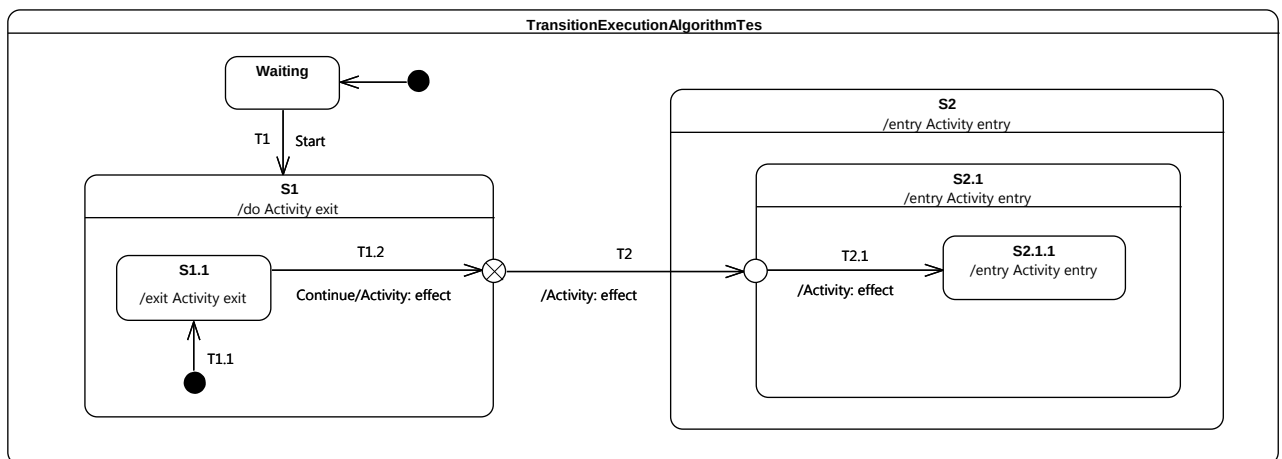 TransitionExecutionAlgorithmTes
Waiting
T1
Start
S1
/do Activity exit
S1.1
/exit Activity exit
T1.1
T1.2
Continue/Activity: effect
T2
/Activity: effect
S2
/entry Activity entry
S2.1
/entry Activity entry
T2.1
/Activity: effect
S2.1.1
/entry Activity entry